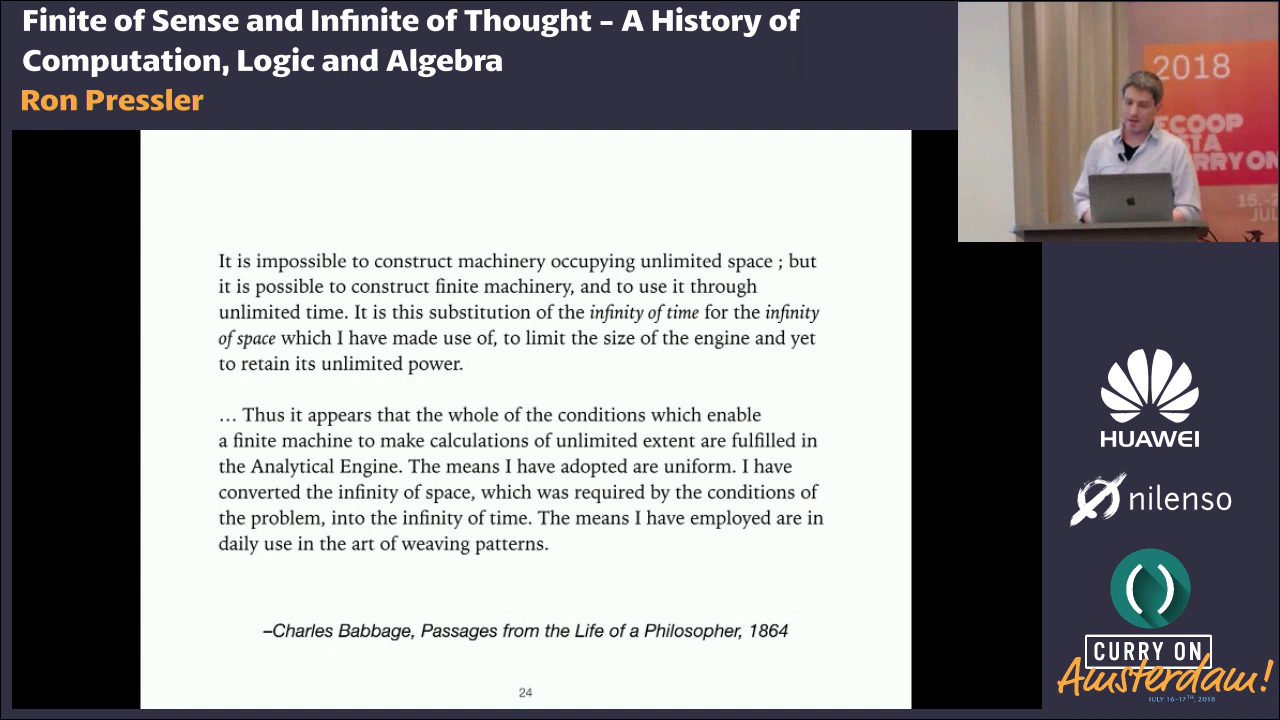 Finite of Sense and Infinite of Thought – A History of
Computation, Logic and Algebra
Ron Pressler
2018
ECOOP
ISSTA
CURRY ON
It is impossible to construct machinery occupying unlimited space ; but
it is possible to construct finite machinery, and to use it through
unlimited time. It is this substitution of the infinity of time for the infinity
of space which I have made use of, to limit the size of the engine and yet
to retain its unlimited power.
… Thus it appears that the whole of the conditions which enable
a finite machine to make calculations of unlimited extent are fulfilled in
the Analytical Engine. The means I have adopted are uniform. I have
converted the infinity of space, which was required by the conditions of
the problem, into the infinity of time. The means I have employed are in
daily use in the art of weaving patterns.
–Charles Babbage, Passages from the Life of a Philosopher, 1864
24
HUAWEI
nilenso
()
CURRY ON
Amsterdam!
JULY 16-17TH, 2018